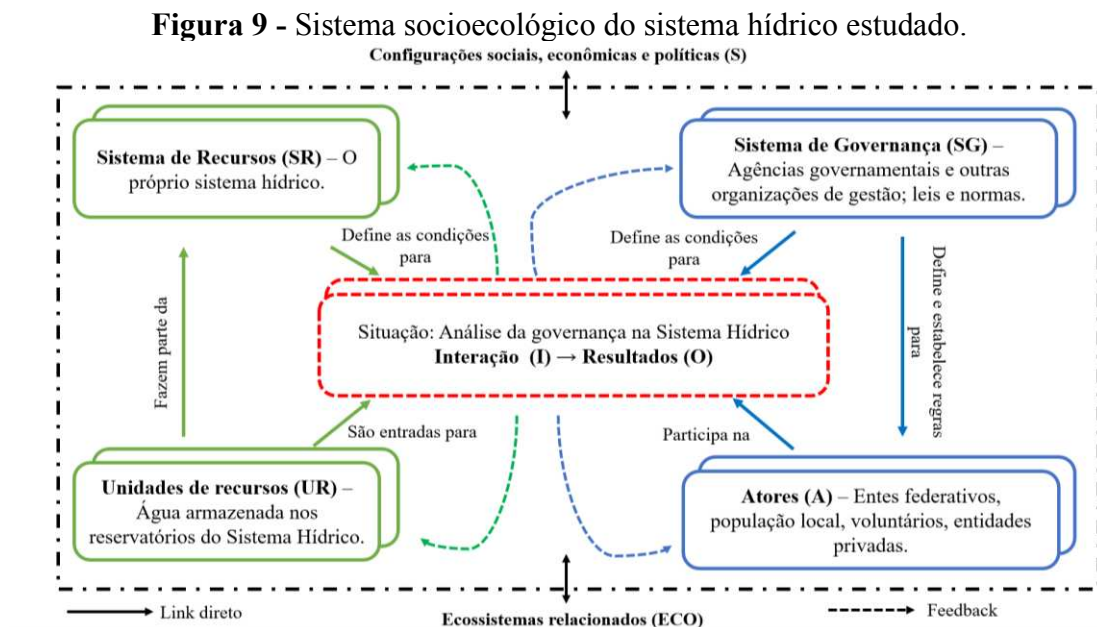 Figura 9 - Sistema socioecológico do sistema hídrico estudado.
Configurações sociais, econômicas e políticas (S)
Sistema de Recursos (SR) – O
próprio sistema hídrico.
Sistema de Governança (SG) –
Agências governamentais e outras
organizações de gestão; leis e normas.
Define as condições
para
Define as condições
para
Define e estabelece regras
para
Fazem parte da
Situação: Análise da governança na Sistema Hídrico
Interação (I) → Resultados (O)
São entradas para
Participa na
Unidades de recursos (UR) –
Água armazenada nos
reservatórios do Sistema Hídrico.
Atores (A) – Entes federativos,
população local, voluntários, entidades
privadas.
Link direto
Ecossistemas relacionados (ECO)
Feedback